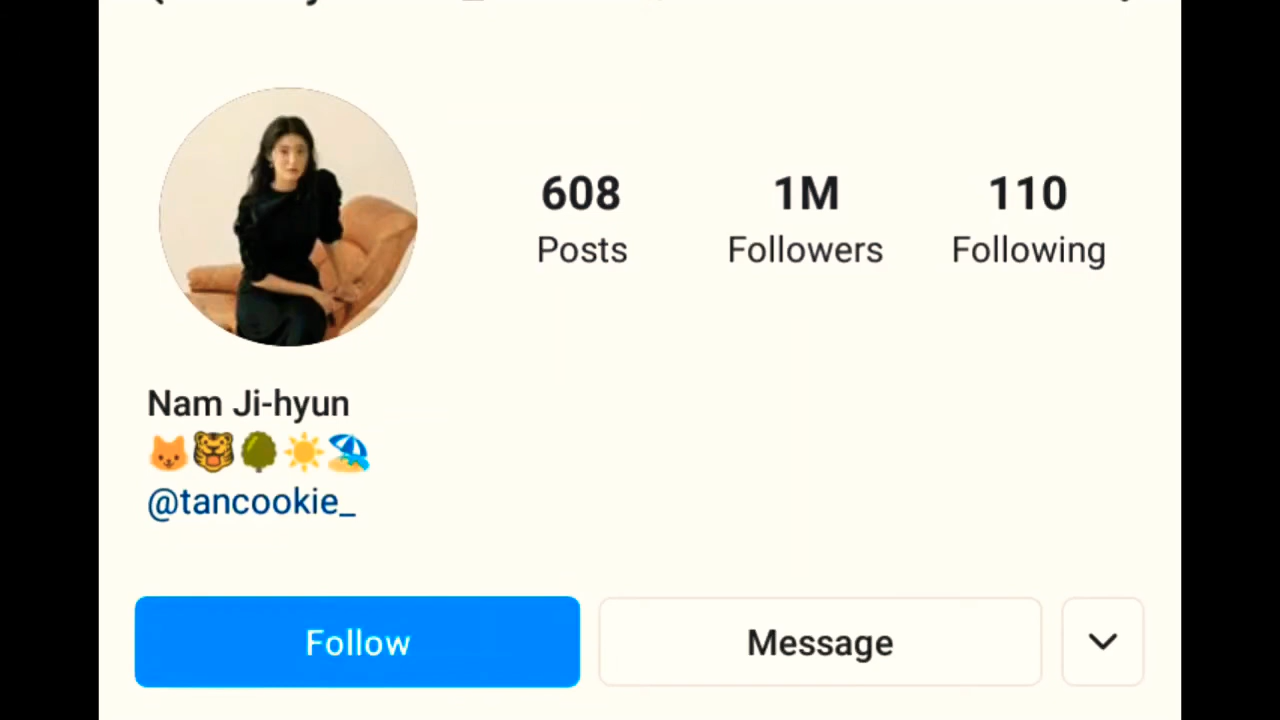 608 1M 110
Posts Followers Following
Nam Ji-hyun
🐱🐯🌳☀️🏖️
@tancookie_
Follow Message